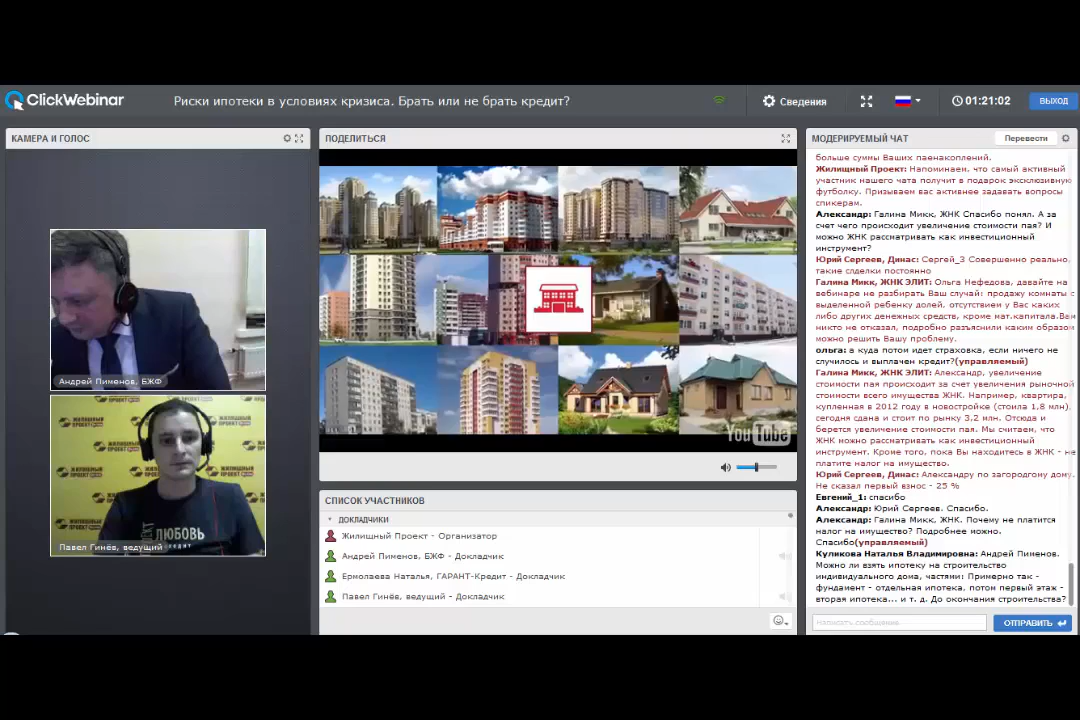 ClickWebinar
Риски ипотеки в условиях кризиса. Брать или не брать кредит?
Сведения
01:21:02
ВЫХОД
КАМЕРА И ГОЛОС
Андрей Пименов, БЖФ
ЖИЛИЩНЫЙ ПРОЕКТ
ЛЮБОВЬ
Павел Гинёв, ведущий
ПОДЕЛИТЬСЯ
YouTube
СПИСОК УЧАСТНИКОВ
ДОКЛАДЧИКИ
Жилищный Проект - Организатор
Андрей Пименов, БЖФ - Докладчик
Ермолаева Наталья, ГАРАНТ-Кредит - Докладчик
Павел Гинёв, ведущий - Докладчик
МОДЕРИРУЕМЫЙ ЧАТ
Перевести
больше суммы Ваших паенакоплений.
Жилищный Проект: Напоминаем, что самый активный
участник нашего чата получит в подарок эксклюзивную
футболку. Призываем вас активнее задавать вопросы
спикерам.
Александр: Галина Микк, ЖНК Спасибо понял. А за
счет чего происходит увеличение стоимости пая? И
можно ЖНК рассматривать как инвестиционный
инструмент?
Юрий Сергеев, Динас: Сергей_3 Совершенно реально,
такие слделки постоянно
Галина Микк, ЖНК ЭЛИТ: Ольга Нефедова, давайте на
вебинаре не разбирать Ваш случай: продажу комнаты с
выделенной ребенку долей, отсутствием у Вас каких
либо других денежных средств, кроме мат.капитала.Вам
никто не отказал, подробно разъяснили каким образом
можно решить Вашу проблему.
ольга: а куда потом идет страховка, если ничего не
случилось и выплачен кредит?(управляемый)
Галина Микк, ЖНК ЭЛИТ: Александр, увеличение
стоимости пая происходит за счет увеличения рыночной
стоимости всего имущества ЖНК. Например, квартира,
купленная в 2012 году в новостройке (стоила 1,8 млн).
сегодня сдана и стоит по рынку 3,2 млн. Отсюда и
берется увеличение стоимости пая. Мы считаем, что
ЖНК можно рассматривать как инвестиционный
инструмент. Кроме того, пока Вы находитесь в ЖНК - не
платите налог на имущество.
Юрий Сергеев, Динас: Александру по загородгому дому.
Не сказал первый взнос - 25 %
Евгений_1: спасибо
Александр: Юрий Сергеев. Спасибо.
Александр: Галина Микк, ЖНК. Почему не платится
налог на имущество? Подробнее можно.
Спасибо(управляемый)
Куликова Наталья Владимировна: Андрей Пименов.
Можно ли взять ипотеку на строительство
индивидуального дома, частями: Примерно так -
фундамент - отдельная ипотека, потом первый этаж -
вторая ипотека... и т. д. До окончания строительства?
Написать сообщение
ОТПРАВИТЬ